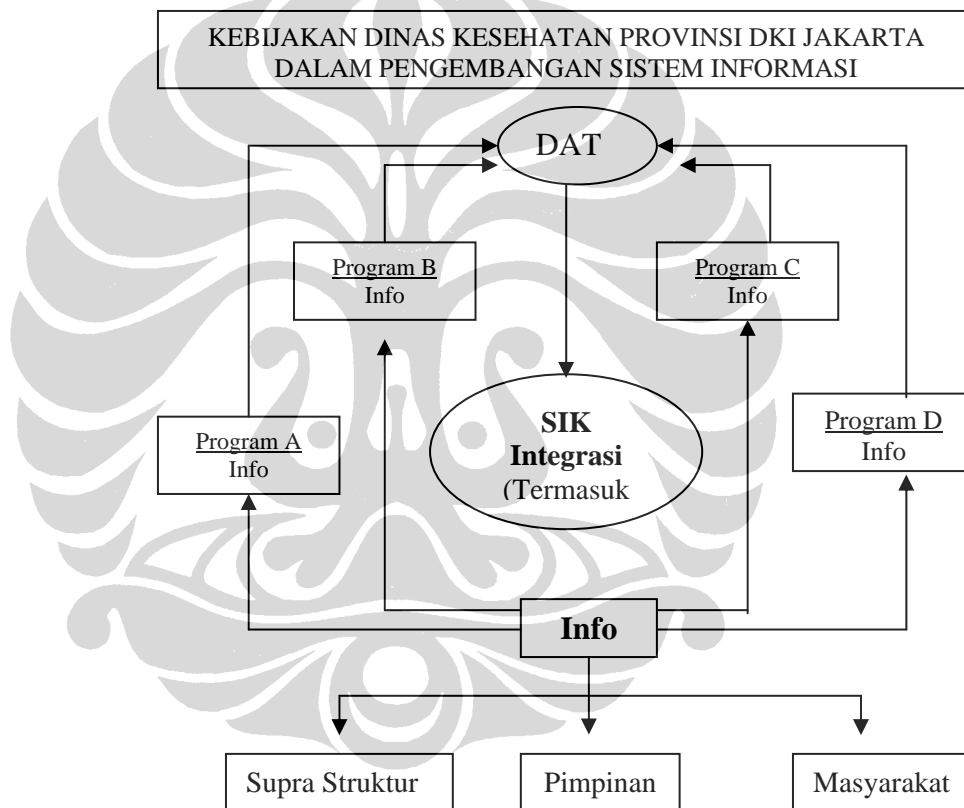 KEBIJAKAN DINAS KESEHATAN PROVINSI DKI JAKARTA
DALAM PENGEMBANGAN SISTEM INFORMASI
DAT
Program B
Info
Program C
Info
Program A
Info
SIK
Integrasi
(Termasuk
Program D
Info
Info
Supra Struktur
Pimpinan
Masyarakat